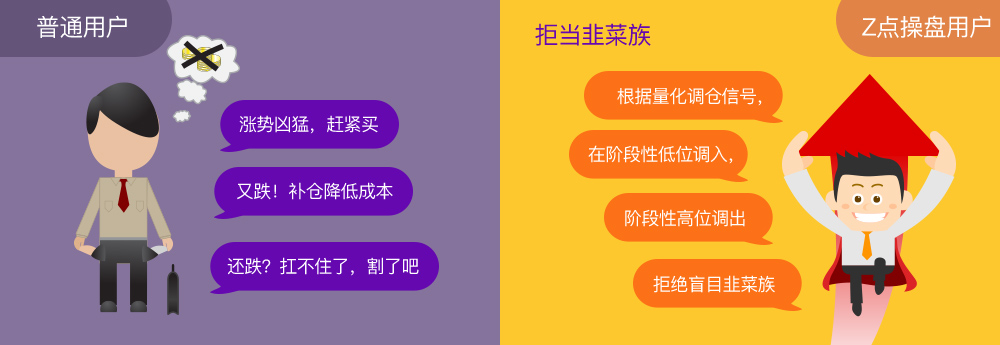 普通用户
涨势凶猛，赶紧买
又跌！补仓降低成本
还跌？扛不住了，割了吧
Z点操盘用户
拒当韭菜族
根据量化调仓信号，
在阶段性低位调入，
阶段性高位调出
拒绝盲目韭菜族